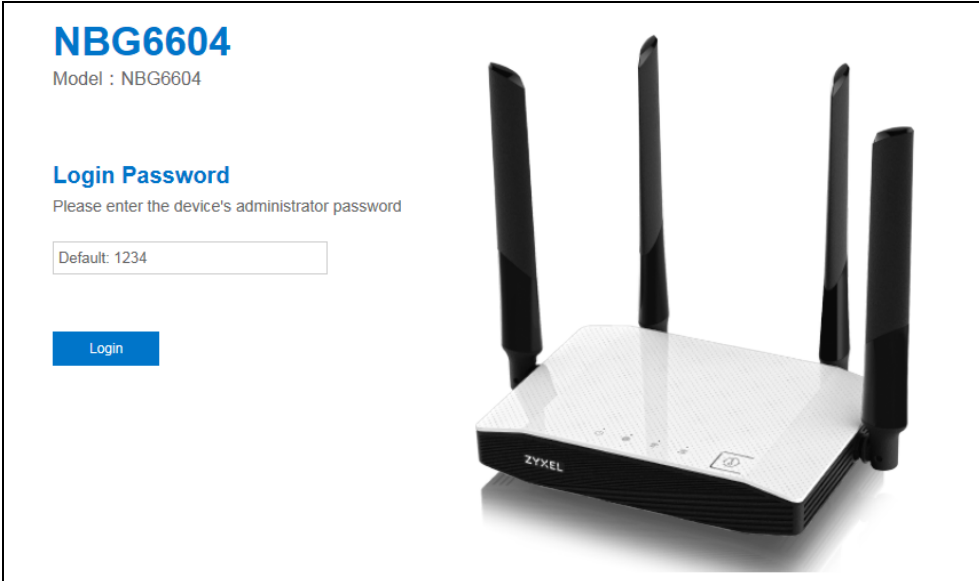 NBG6604
Model : NBG6604
Login Password
Please enter the device's administrator password
Default: 1234
Login
ZYXEL